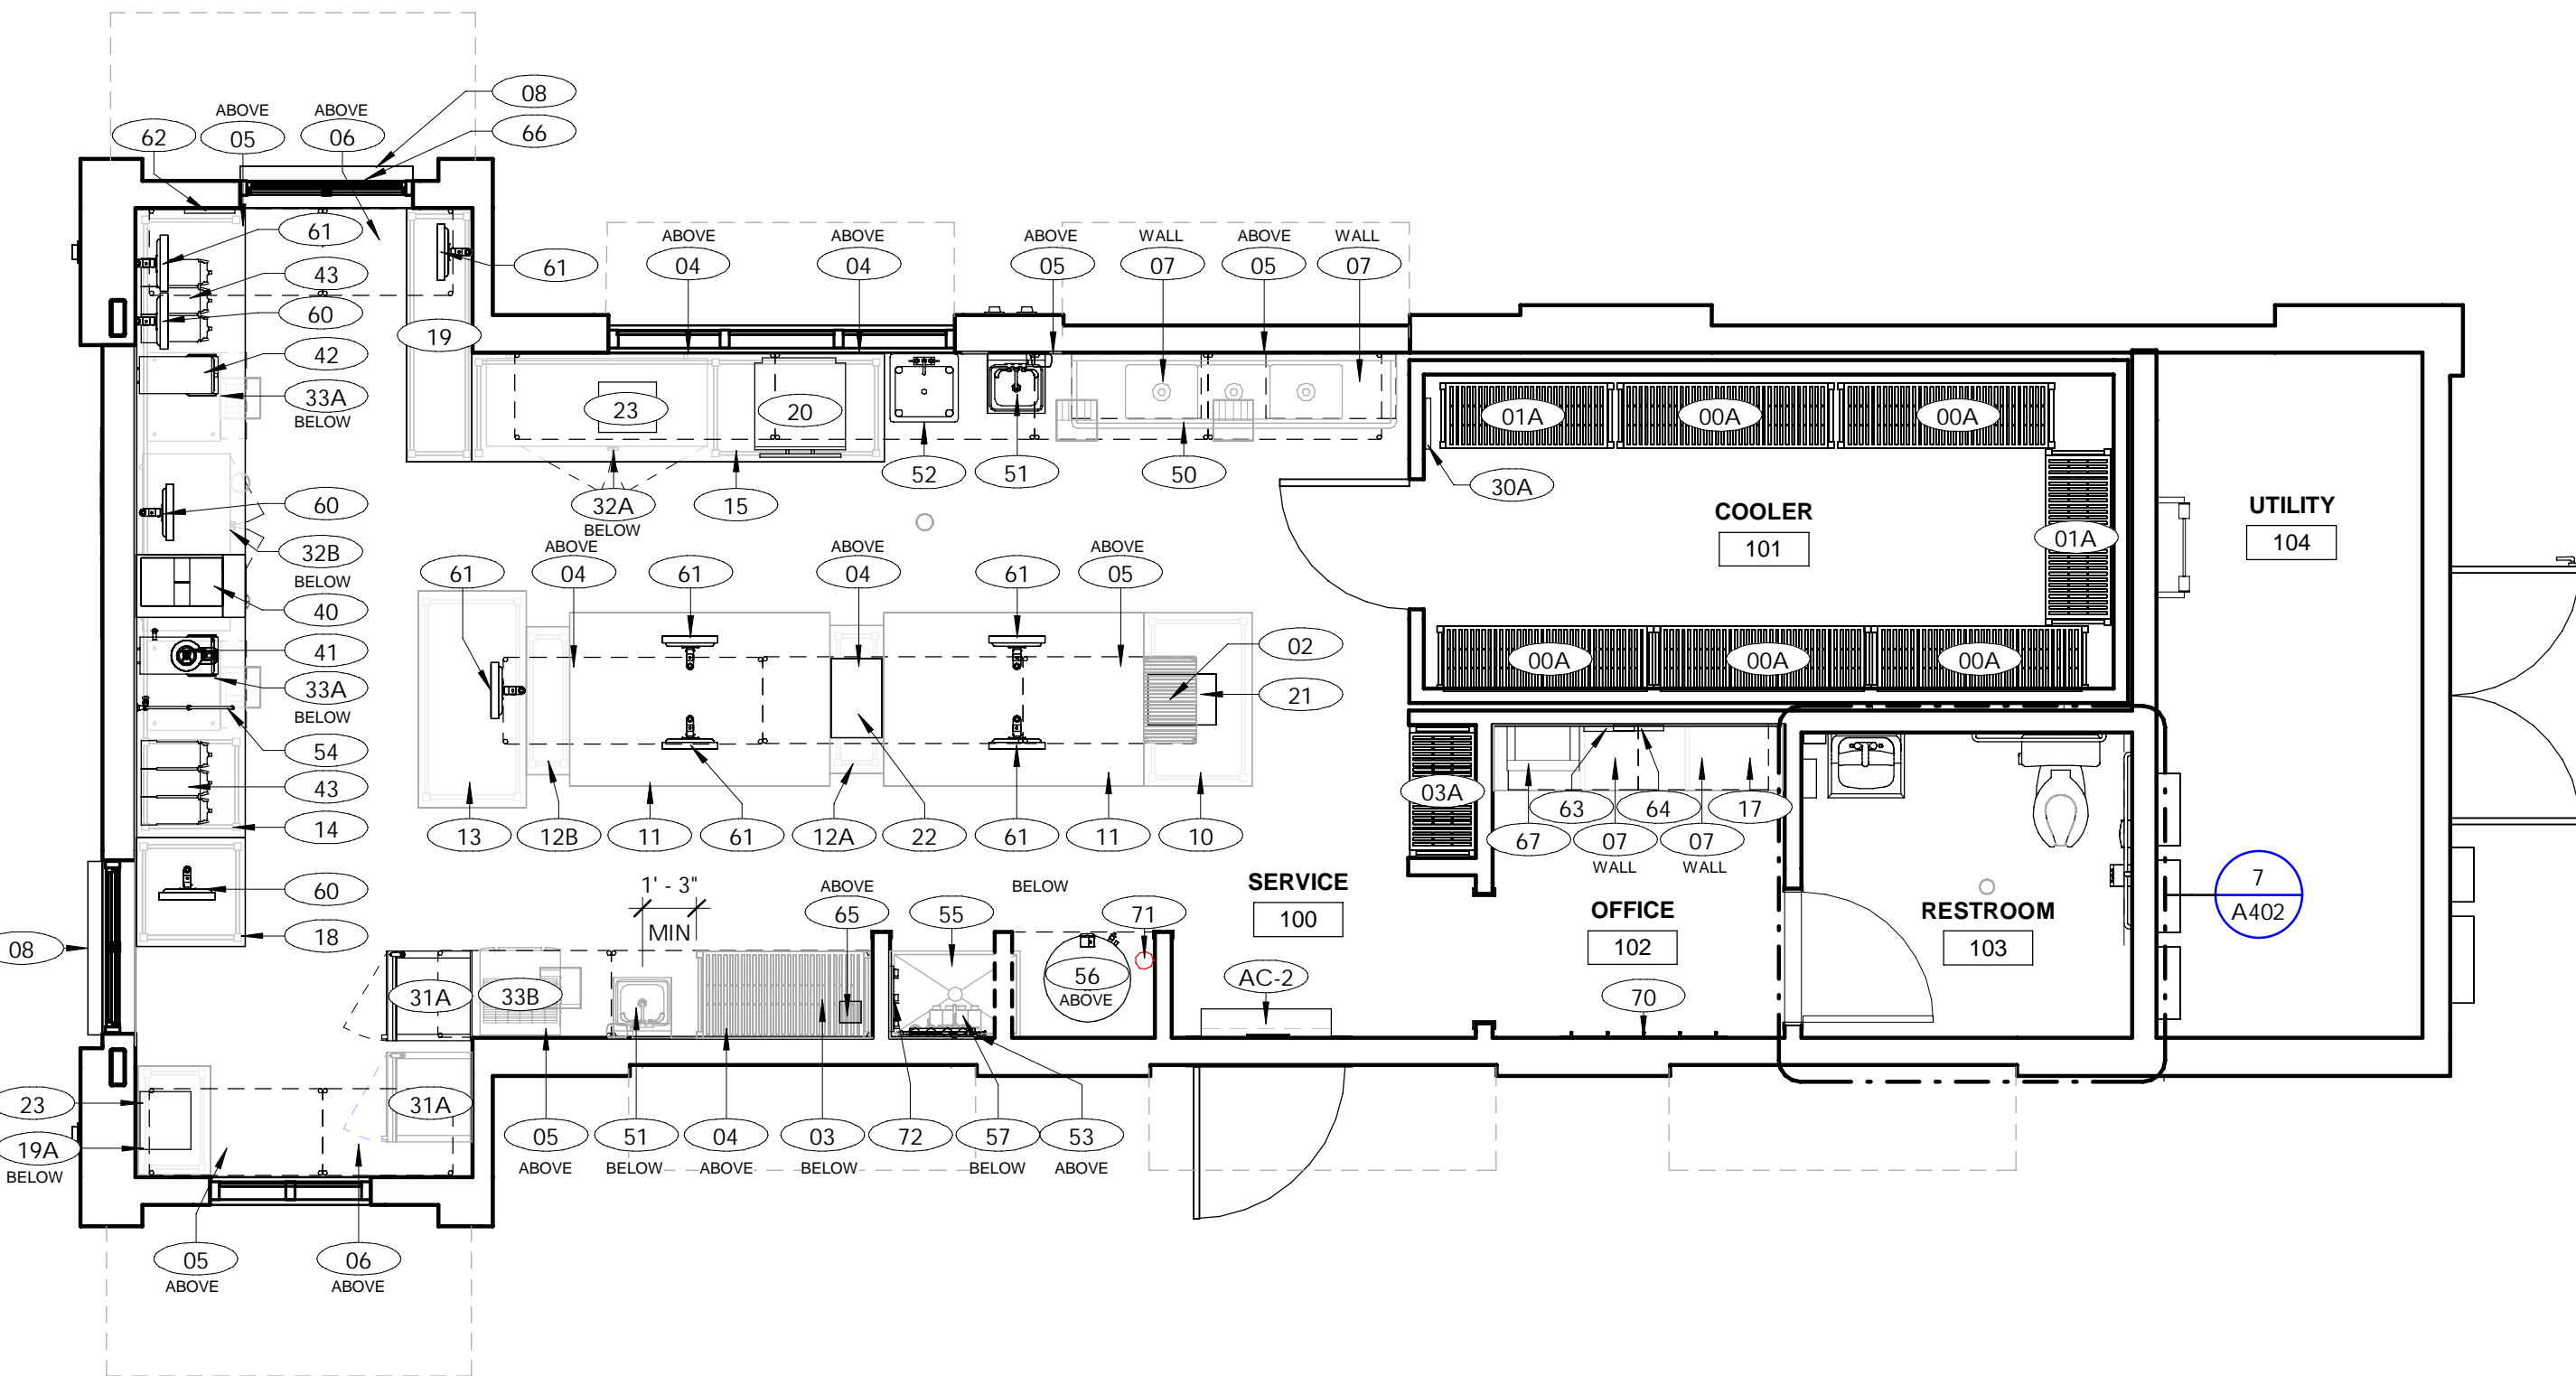 08
ABOVE ABOVE
62 05 06 66
61
61
ABOVE ABOVE ABOVE WALL ABOVE WALL
04 04 05 07 05 07
43
60
19
42
33A
BELOW
23 20
01A 00A 00A
52 51 50
30A
60
32A 15
BELOW
COOLER
101
UTILITY
104
01A
32B
BELOW
ABOVE ABOVE ABOVE
61 04 61 04 61 05
40
41
02
00A 00A 00A
33A
BELOW
21
54
43
03A
63 64 17
14
13 12B 11 61 12A 22 61 11 10
67 07 07
WALL WALL
60
1' - 3"
MIN
ABOVE
65
BELOW
55 71
SERVICE
100
7
A402
OFFICE
102
RESTROOM
103
18
08
31A 33B
56
ABOVE
AC-2
70
23
31A
19A
BELOW
05 51 04 03 72 57 53
ABOVE BELOW ABOVE BELOW BELOW ABOVE
05 06
ABOVE ABOVE